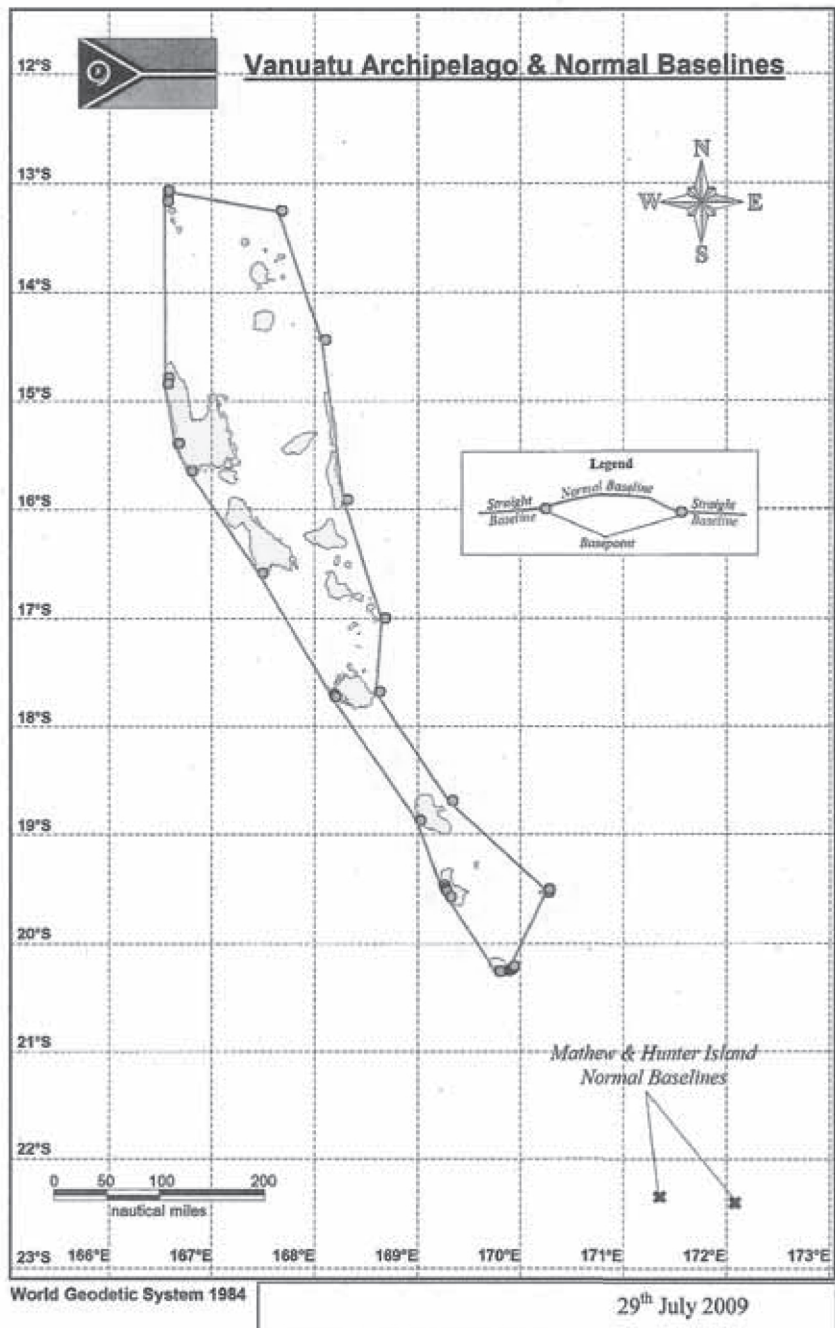 Vanuatu Archipelago & Normal Baselines
12°S
N
13°S
W E
S
14°S
15°S
Legend
Straight Baseline
Normal Baseline
Straight Baseline
Basepoint
16°S
17°S
18°S
19°S
20°S
21°S
Mathew & Hunter Island
Normal Baselines
22°S
0 50 100 200
nautical miles
23°S 166°E 167°E 168°E 169°E 170°E 171°E 172°E 173°E
World Geodetic System 1984
29th July 2009